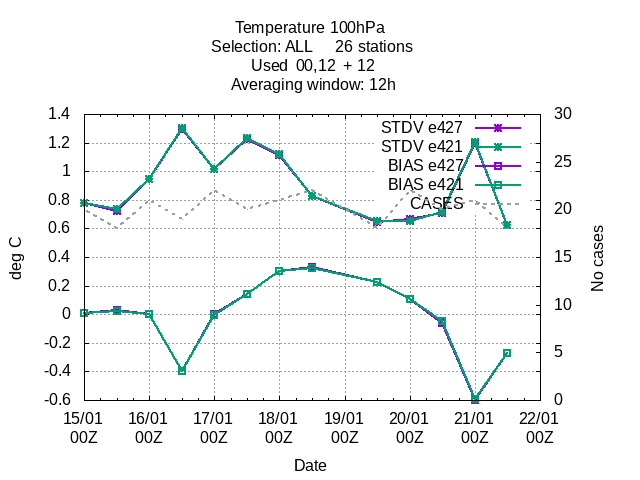 Temperature 100hPa
Selection: ALL 26 stations
Used 00,12 + 12
Averaging window: 12h
STDV e427
STDV e421
BIAS e427
BIAS e421
CASES
1.4
1.2
1
0.8
0.6
0.4
0.2
0
-0.2
-0.4
-0.6
deg C
30
25
20
15
10
5
0
No cases
15/01 16/01 17/01 18/01 19/01 20/01 21/01 22/01
00Z 00Z 00Z 00Z 00Z 00Z 00Z 00Z
Date